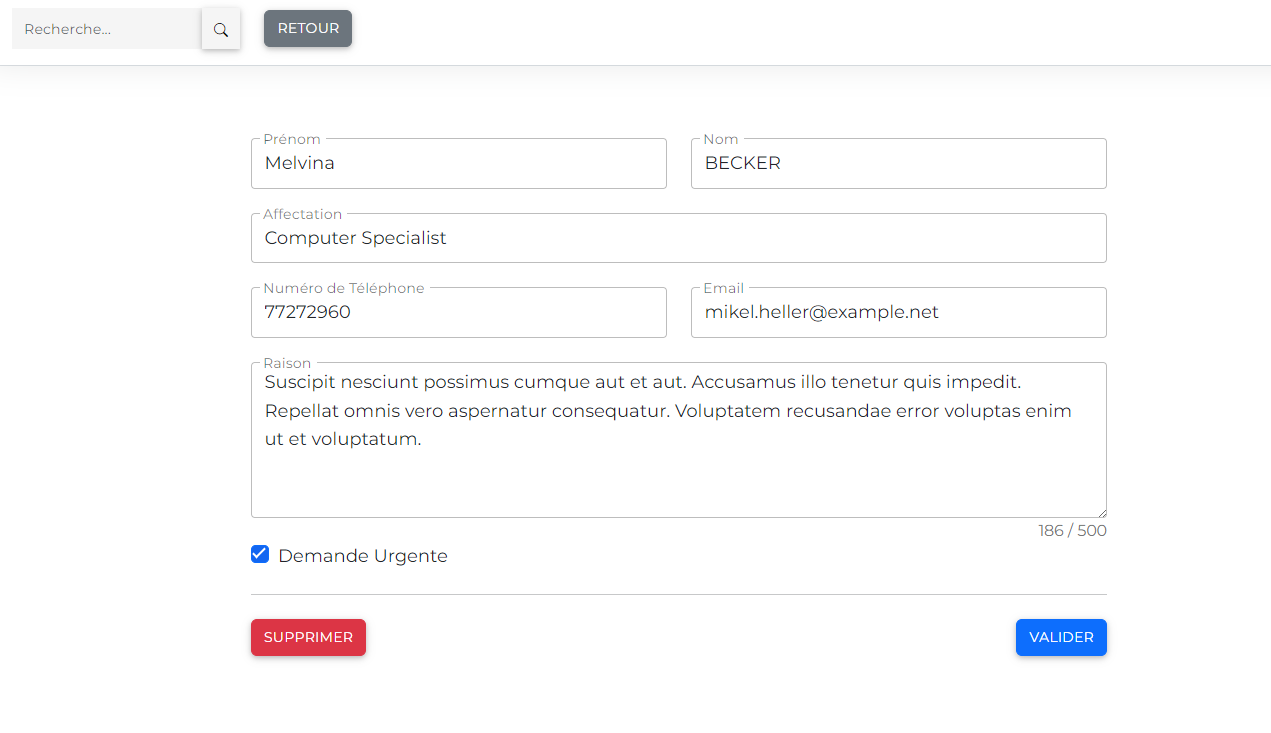 Recherche...
RETOUR
Prénom
Melvina
Nom
BECKER
Affectation
Computer Specialist
Numéro de Téléphone
77272960
Email
mikel.heller@example.net
Raison
Suscipit nesciunt possimus cumque aut et aut. Accusamus illo tenetur quis impedit.
Repellat omnis vero aspernatur consequatur. Voluptatem recusandae error voluptas enim
ut et voluptatum.
186 / 500
Demande Urgente
SUPPRIMER
VALIDER